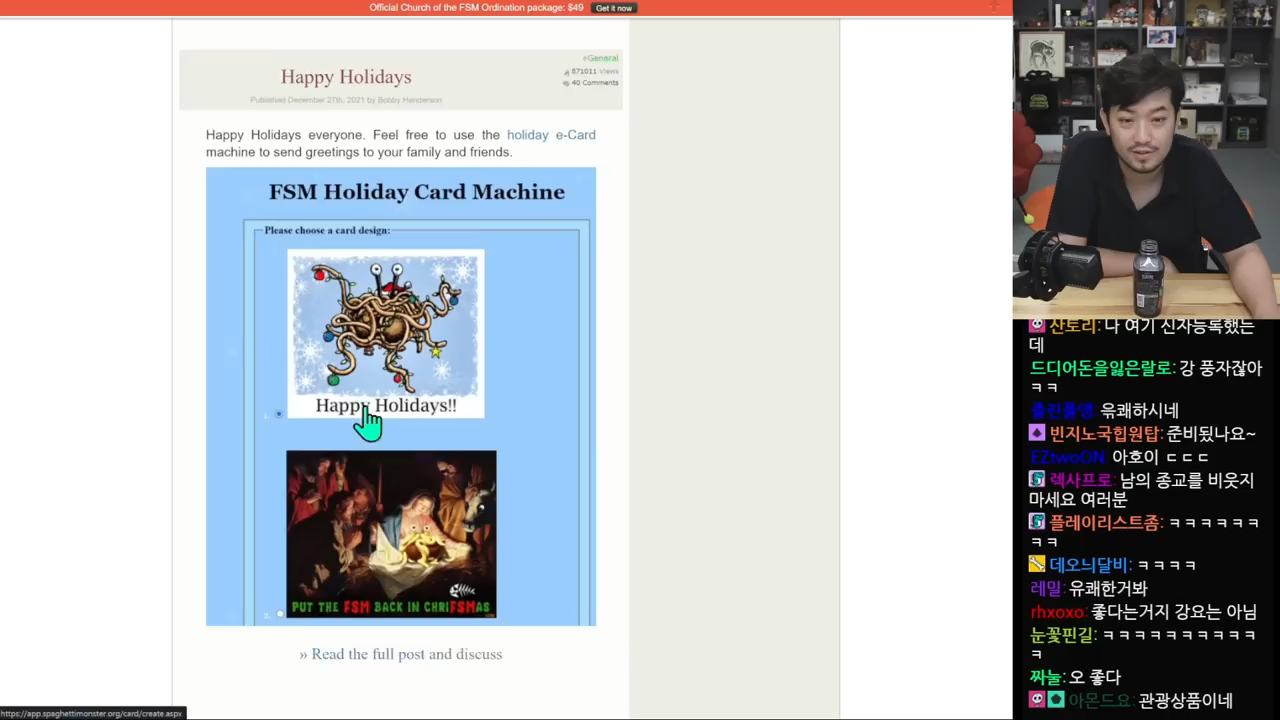 Official Church of the FSM Ordination package: $49
Get it now
Happy Holidays
General
871011 Views
40 Comments
Published December 27th, 2021 by Bobby Henderson
Happy Holidays everyone. Feel free to use the holiday e-Card
machine to send greetings to your family and friends.
FSM Holiday Card Machine
Please choose a card design:
Happy Holidays!!
1.
PUT THE FSM BACK IN CHRIFSMAS
2.
» Read the full post and discuss
https://app.spaghettimonster.org/card/create.aspx
산토리: 나 여기 신자등록했는
데
드디어돈을잃은랄로: 강 풍자잖아
ㅋㅋ
유쾌하시네
빈지노국힙원탑: 준비됐나요~
EZtwoON: 아호이 ㄷㄷㄷ
렉사프로: 남의 종교를 비웃지
마세요 여러분
플레이리스트좀: ㅋㅋㅋㅋㅋㅋ
ㅋㅋ
데오늬달비: ㅋㅋㅋㅋ
레밀: 유쾌한거봐
rhxoxo: 좋다는거지 강요는 아님
눈꽃핀길: ㅋㅋㅋㅋㅋㅋㅋㅋㅋㅋ
ㅋ
짜눌: 오 좋다
아몬드요: 관광상품이네